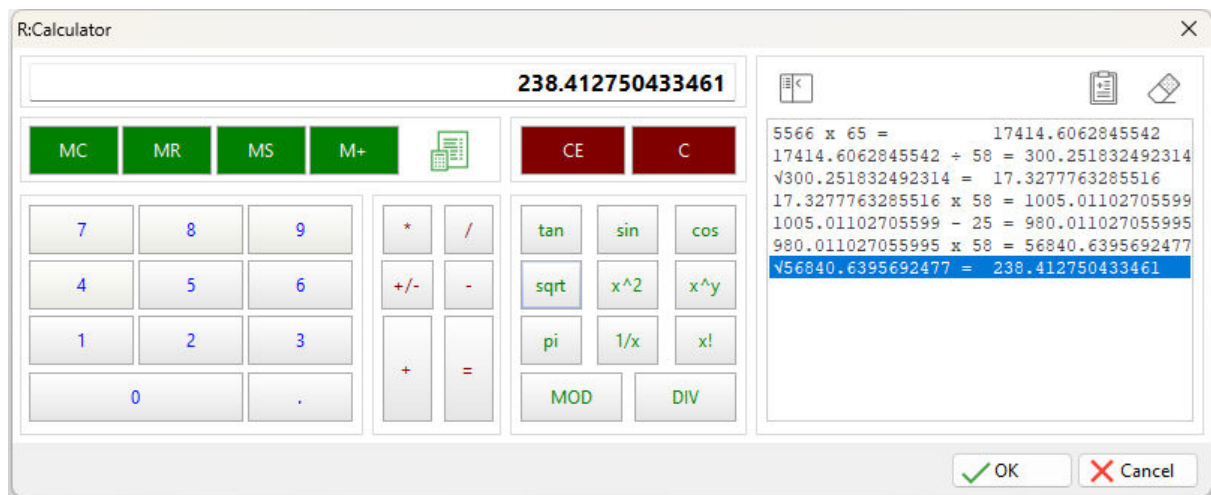 R:Calculator
238.412750433461
MC MR MS M+ CE C
7 8 9 * / tan sin cos
4 5 6 +/- - sqrt x^2 x^y
1 2 3 + = pi 1/x x!
0 . MOD DIV
5566 x 65 = 17414.6062845542
17414.6062845542 ÷ 58 = 300.251832492314
√300.251832492314 = 17.3277763285516
17.3277763285516 x 58 = 1005.01102705599
1005.01102705599 - 25 = 980.011027055995
980.011027055995 x 58 = 56840.6395692477
√56840.6395692477 = 238.412750433461
OK Cancel